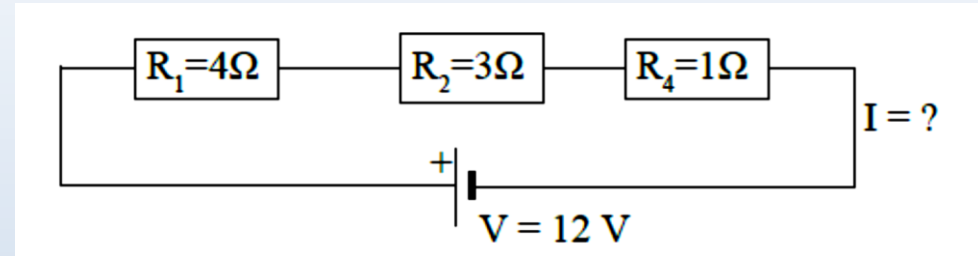 R₁=4Ω R₂=3Ω R₄=1Ω
I = ?
+
V = 12 V